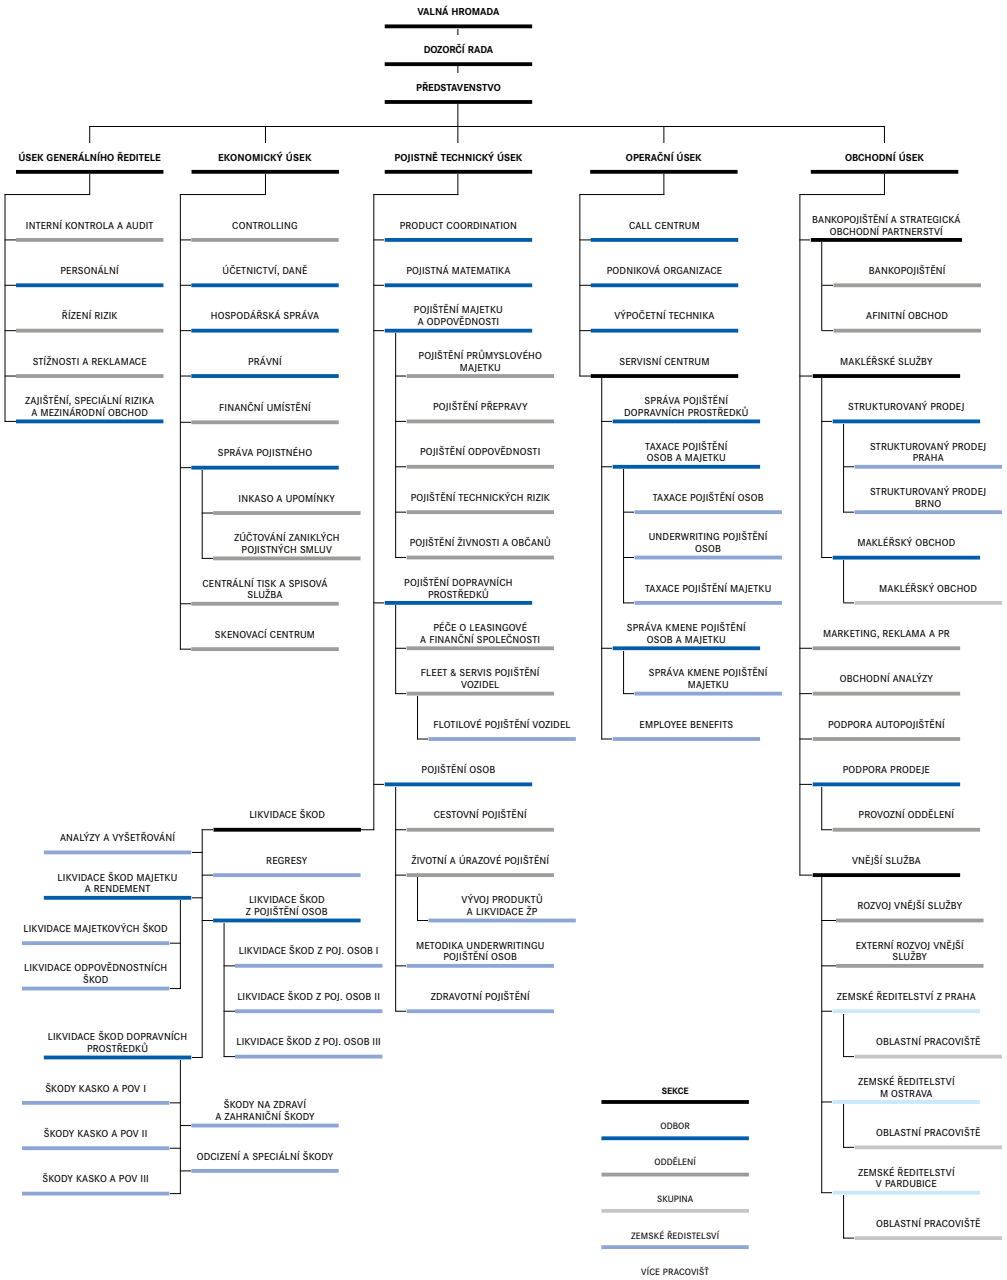 VALNÁ HROMADA
DOZORČÍ RADA
PŘEDSTAVENSTVO
ÚSEK GENERÁLNÍHO ŘEDITELE
INTERNÍ KONTROLA A AUDIT
PERSONÁLNÍ
ŘÍZENÍ RIZIK
STÍŽNOSTI A REKLAMACE
ZAJIŠTĚNÍ, SPECIÁLNÍ RIZIKA
A MEZINÁRODNÍ OBCHOD
EKONOMICKÝ ÚSEK
CONTROLLING
ÚČETNICTVÍ, DANĚ
HOSPODÁŘSKÁ SPRÁVA
PRÁVNÍ
FINANČNÍ UMÍSTĚNÍ
SPRÁVA POJISTNÉHO
INKASO A UPOMÍNKY
ZÚČTOVÁNÍ ZANIKLÝCH
POJISTNÝCH SMLUV
CENTRÁLNÍ TISK A SPISOVÁ
SLUŽBA
SKENOVACÍ CENTRUM
POJISTNĚ TECHNICKÝ ÚSEK
PRODUCT COORDINATION
POJISTNÁ MATEMATIKA
POJIŠTĚNÍ MAJETKU
A ODPOVĚDNOSTI
POJIŠTĚNÍ PRŮMYSLOVÉHO
MAJETKU
POJIŠTĚNÍ PŘEPRAVY
POJIŠTĚNÍ ODPOVĚDNOSTI
POJIŠTĚNÍ TECHNICKÝCH RIZIK
POJIŠTĚNÍ ŽIVNOSTI A OBČANŮ
POJIŠTĚNÍ DOPRAVNÍCH
PROSTŘEDKŮ
PÉČE O LEASINGOVÉ
A FINANČNÍ SPOLEČNOSTI
FLEET & SERVIS POJIŠTĚNÍ
VOZIDEL
FLOTILOVÉ POJIŠTĚNÍ VOZIDEL
POJIŠTĚNÍ OSOB
CESTOVNÍ POJIŠTĚNÍ
ŽIVOTNÍ A ÚRAZOVÉ POJIŠTĚNÍ
VÝVOJ PRODUKTŮ
A LIKVIDACE ŽP
METODIKA UNDERWRITINGU
POJIŠTĚNÍ OSOB
ZDRAVOTNÍ POJIŠTĚNÍ
LIKVIDACE ŠKOD
ANALÝZY A VYŠETŘOVÁNÍ
REGRESY
LIKVIDACE ŠKOD MAJETKU
A RENDEMENT
LIKVIDACE MAJETKOVÝCH ŠKOD
LIKVIDACE ODPOVĚDNOSTNÍCH
ŠKOD
LIKVIDACE ŠKOD
Z POJIŠTĚNÍ OSOB
LIKVIDACE ŠKOD Z POJ. OSOB I
LIKVIDACE ŠKOD Z POJ. OSOB II
LIKVIDACE ŠKOD Z POJ. OSOB III
LIKVIDACE ŠKOD DOPRAVNÍCH
PROSTŘEDKŮ
ŠKODY KASKO A POV I
ŠKODY KASKO A POV II
ŠKODY KASKO A POV III
ŠKODY NA ZDRAVÍ
A ZAHRANIČNÍ ŠKODY
ODCIZENÍ A SPECIÁLNÍ ŠKODY
OPERAČNÍ ÚSEK
CALL CENTRUM
PODNIKOVÁ ORGANIZACE
VÝPOČETNÍ TECHNIKA
SERVISNÍ CENTRUM
SPRÁVA POJIŠTĚNÍ
DOPRAVNÍCH PROSTŘEDKŮ
TAXACE POJIŠTĚNÍ
OSOB A MAJETKU
TAXACE POJIŠTĚNÍ OSOB
UNDERWRITING POJIŠTĚNÍ
OSOB
TAXACE POJIŠTĚNÍ MAJETKU
SPRÁVA KMENE POJIŠTĚNÍ
OSOB A MAJETKU
SPRÁVA KMENE POJIŠTĚNÍ
MAJETKU
EMPLOYEE BENEFITS
OBCHODNÍ ÚSEK
BANKOPOJIŠTĚNÍ A STRATEGICKÁ
OBCHODNÍ PARTNERSTVÍ
BANKOPOJIŠTĚNÍ
AFINITNÍ OBCHOD
MAKLÉŘSKÉ SLUŽBY
STRUKTUROVANÝ PRODEJ
STRUKTUROVANÝ PRODEJ
PRAHA
STRUKTUROVANÝ PRODEJ
BRNO
MAKLÉŘSKÝ OBCHOD
MAKLÉŘSKÝ OBCHOD
MARKETING, REKLAMA A PR
OBCHODNÍ ANALÝZY
PODPORA AUTOPOJIŠTĚNÍ
PODPORA PRODEJE
PROVOZNÍ ODDĚLENÍ
VNĚJŠÍ SLUŽBA
ROZVOJ VNĚJŠÍ SLUŽBY
EXTERNÍ ROZVOJ VNĚJŠÍ
SLUŽBY
ZEMSKÉ ŘEDITELSTVÍ Z PRAHA
OBLASTNÍ PRACOVIŠTĚ
ZEMSKÉ ŘEDITELSTVÍ
M OSTRAVA
OBLASTNÍ PRACOVIŠTĚ
ZEMSKÉ ŘEDITELSTVÍ
V PARDUBICE
OBLASTNÍ PRACOVIŠTĚ
SEKCE
ODBOR
ODDĚLENÍ
SKUPINA
ZEMSKÉ ŘEDISTELSVÍ
VÍCE PRACOVIŠŤ